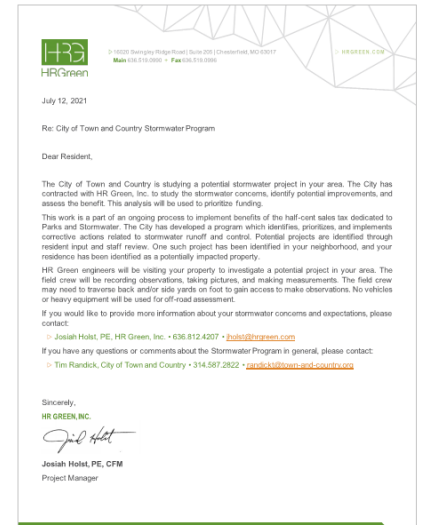 HRG
HRGreen
▷ 16020 Swingley Ridge Road | Suite 205 | Chesterfield, MO 63017
Main 636.519.0990 • Fax 636.519.0996
▷ HRGREEN.COM
July 12, 2021
Re: City of Town and Country Stormwater Program
Dear Resident,
The City of Town and Country is studying a potential stormwater project in your area. The City has
contracted with HR Green, Inc. to study the stormwater concerns, identify potential improvements, and
assess the benefit. This analysis will be used to prioritize funding.
This work is a part of an ongoing process to implement benefits of the half-cent sales tax dedicated to
Parks and Stormwater. The City has developed a program which identifies, prioritizes, and implements
corrective actions related to stormwater runoff and control. Potential projects are identified through
resident input and staff review. One such project has been identified in your neighborhood, and your
residence has been identified as a potentially impacted property.
HR Green engineers will be visiting your property to investigate a potential project in your area. The
field crew will be recording observations, taking pictures, and making measurements. The field crew
may need to traverse back and/or side yards on foot to gain access to make observations. No vehicles
or heavy equipment will be used for off-road assessment.
If you would like to provide more information about your stormwater concerns and expectations, please
contact:
▷ Josiah Holst, PE, HR Green, Inc. • 636.812.4207 • jholst@hrgreen.com
If you have any questions or comments about the Stormwater Program in general, please contact:
▷ Tim Randick, City of Town and Country • 314.587.2822 • randickt@town-and-country.org
Sincerely,
HR GREEN, INC.
Josiah Holst, PE, CFM
Project Manager